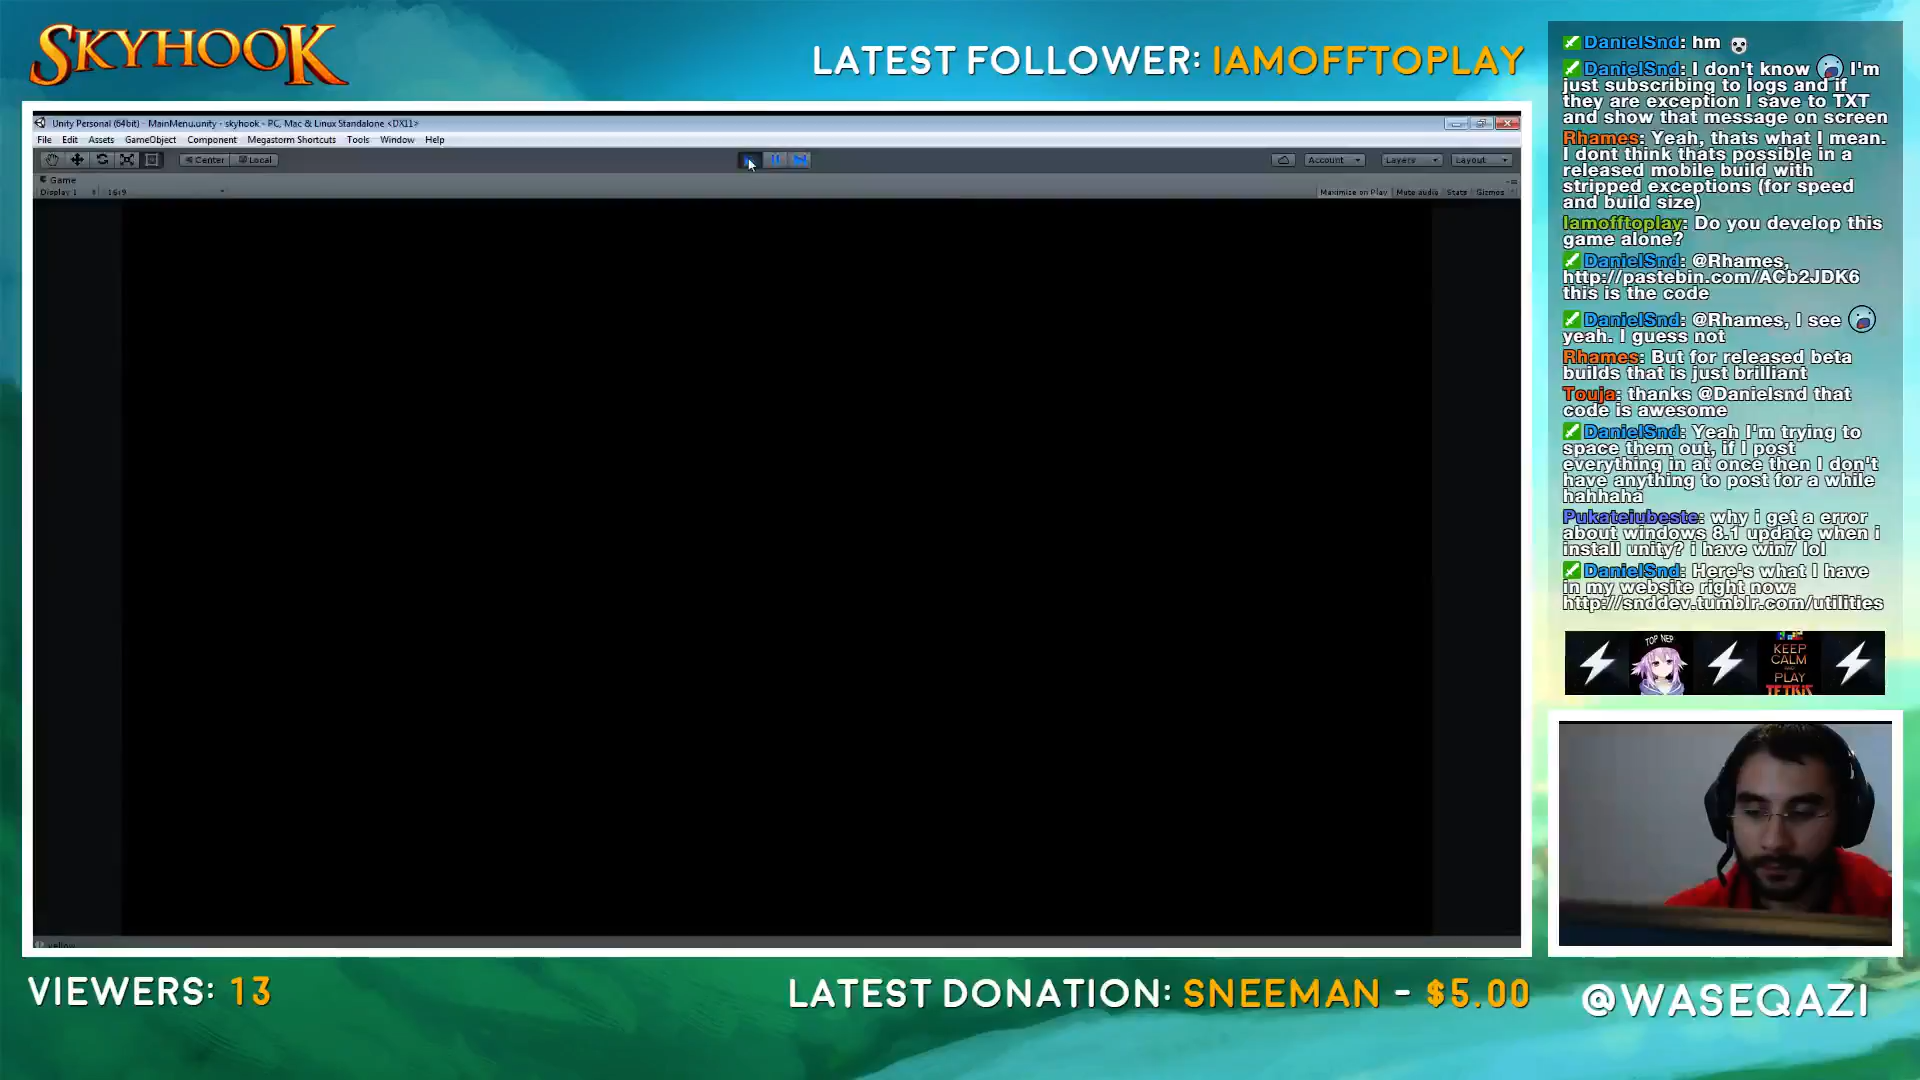 SKYHOOK
LATEST FOLLOWER: IAMOFFTOPLAY
Unity Personal (64bit) - MainMenu.unity - skyhook - PC, Mac & Linux Standalone <DX11>
File Edit Assets GameObject Component Megastorm Shortcuts Tools Window Help
Center Local Account Layers Layout
Game
Display 1 16:9 Maximize on Play Mute audio Stats Gizmos
yellow
DanielSnd: hm
DanielSnd: I don't know I'm
just subscribing to logs and if
they are exception I save to TXT
and show that message on screen
Rhames: Yeah, thats what I mean.
I dont think thats possible in a
released mobile build with
stripped exceptions (for speed
and build size)
Iamofftoplay: Do you develop this
game alone?
DanielSnd: @Rhames,
http://pastebin.com/ACb2JDK6
this is the code
DanielSnd: @Rhames, I see
yeah. I guess not
Rhames: But for released beta
builds that is just brilliant
Touja: thanks @Danielsnd that
code is awesome
DanielSnd: Yeah I'm trying to
space them out, if I post
everything in at once then I don't
have anything to post for a while
hahhaha
Pukateiubeste: why i get a error
about windows 8.1 update when i
install unity? i have win7 lol
DanielSnd: Here's what I have
in my website right now:
http://snddev.tumblr.com/utilities
TOP NEP
KEEP
CALM
AND
PLAY
TETRIS
VIEWERS: 13
LATEST DONATION: SNEEMAN - $5.00
@WASEQAZI